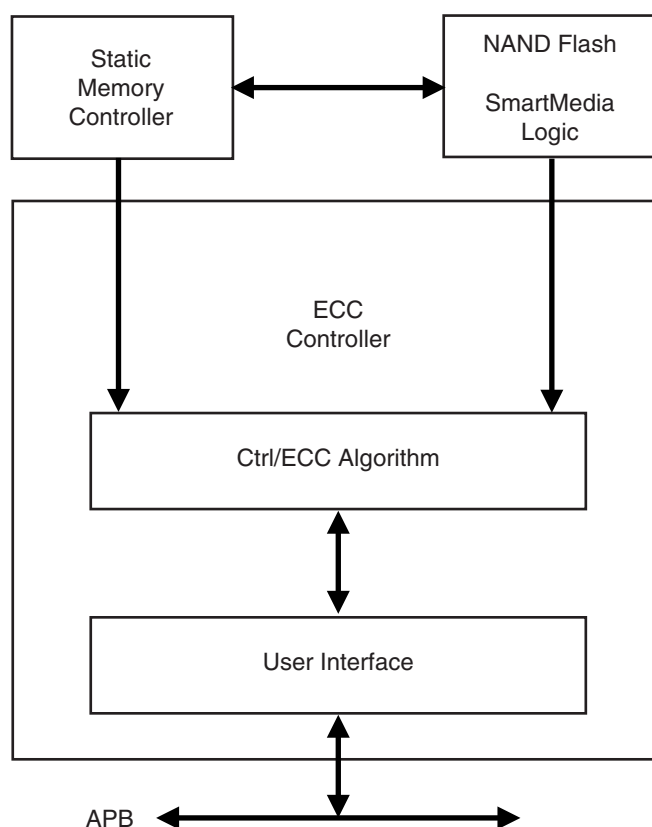 Static
Memory
Controller
NAND Flash
SmartMedia
Logic
ECC
Controller
Ctrl/ECC Algorithm
User Interface
APB